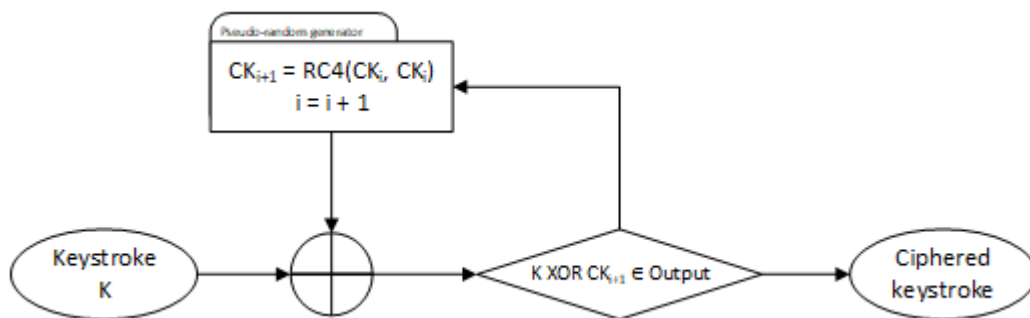 Pseudo-random generator
CKᵢ₊₁ = RC4(CKᵢ, CKᵢ)
i = i + 1
Keystroke
K
K XOR CKᵢ₊₁ ∈ Output
Ciphered
keystroke